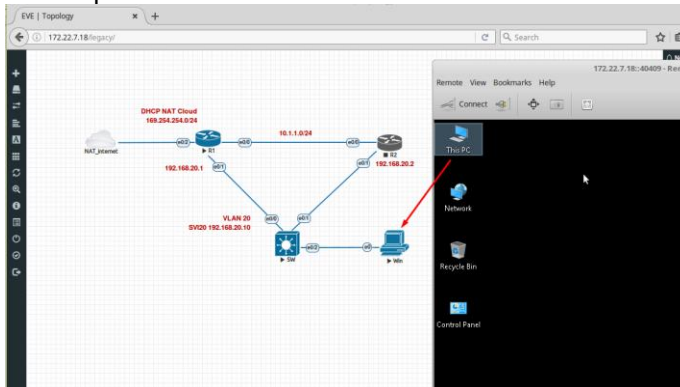 EVE | Topology
172.22.7.18/legacy/
Search
172.22.7.18::40409 - Re
Remote View Bookmarks Help
Connect
DHCP NAT Cloud
169.254.254.0/24
NAT_Internet
e0/2
R1
e0/0
10.1.1.0/24
e0/0
R2
192.168.20.1
e0/1
e0/1
192.168.20.2
VLAN 20
SVI20 192.168.20.10
e0/0
e0/1
SW
e0/2
e0
Win
This PC
Network
Recycle Bin
Control Panel